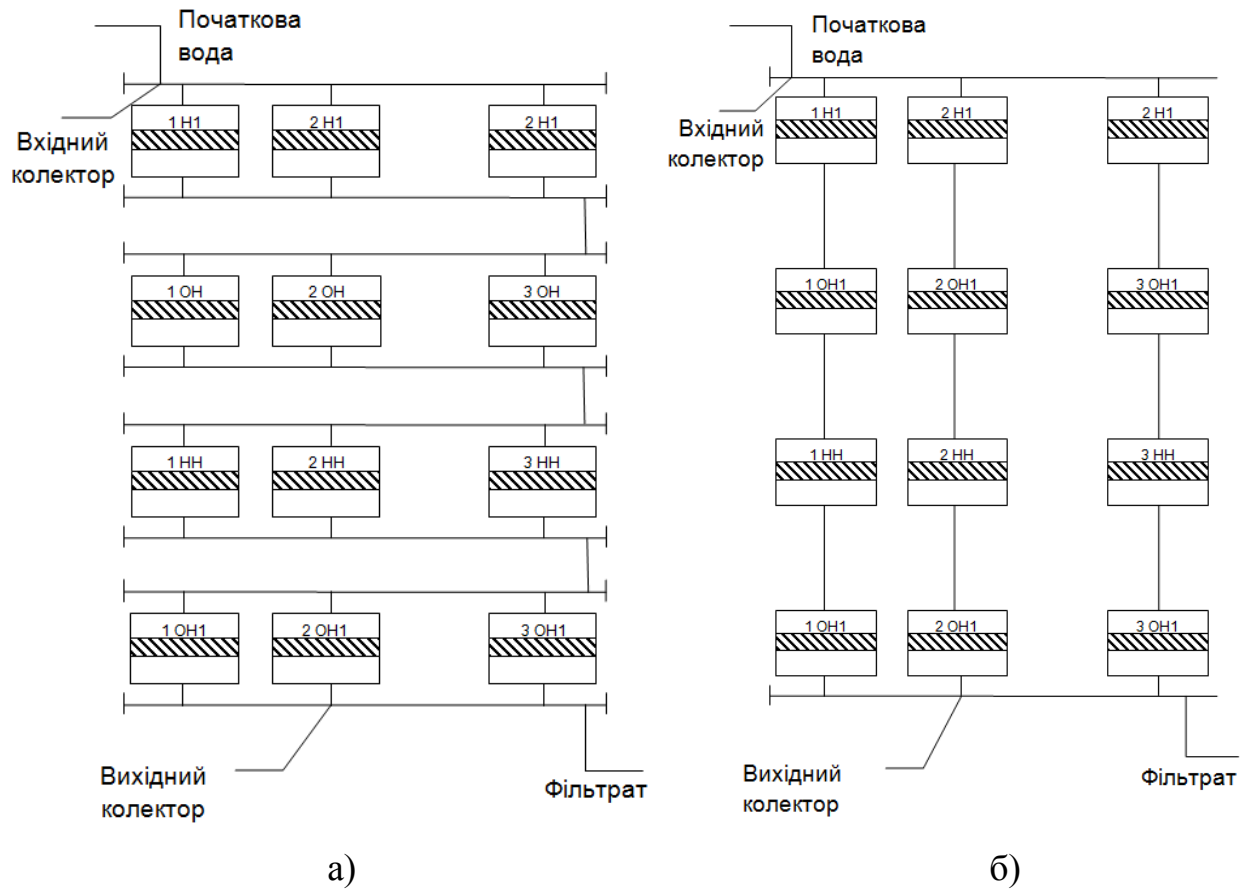 Початкова
вода
Вхідний
колектор
1 Н1
2 Н1
2 Н1
1 ОН
2 ОН
3 ОН
1 НН
2 НН
3 НН
1 ОН1
2 ОН1
3 ОН1
Вихідний
колектор
Фільтрат
а)
Початкова
вода
Вхідний
колектор
1 Н1
2 Н1
2 Н1
1 ОН1
2 ОН1
3 ОН1
1 НН
2 НН
3 НН
1 ОН1
2 ОН1
3 ОН1
Вихідний
колектор
Фільтрат
б)